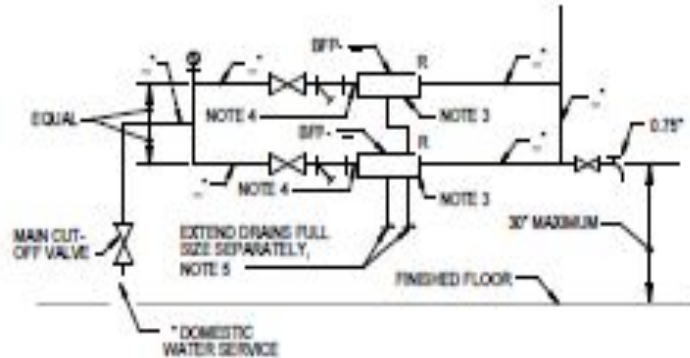 BFP- _
R
_"
_"
_"
_"
EQUAL
NOTE 4
NOTE 3
BFP- _
R
_"
0.75"
_"
_"
NOTE 4
NOTE 3
MAIN CUT-
OFF VALVE
EXTEND DRAINS FULL
SIZE SEPARATELY,
NOTE 5
30" MAXIMUM
FINISHED FLOOR
" DOMESTIC
WATER SERVICE